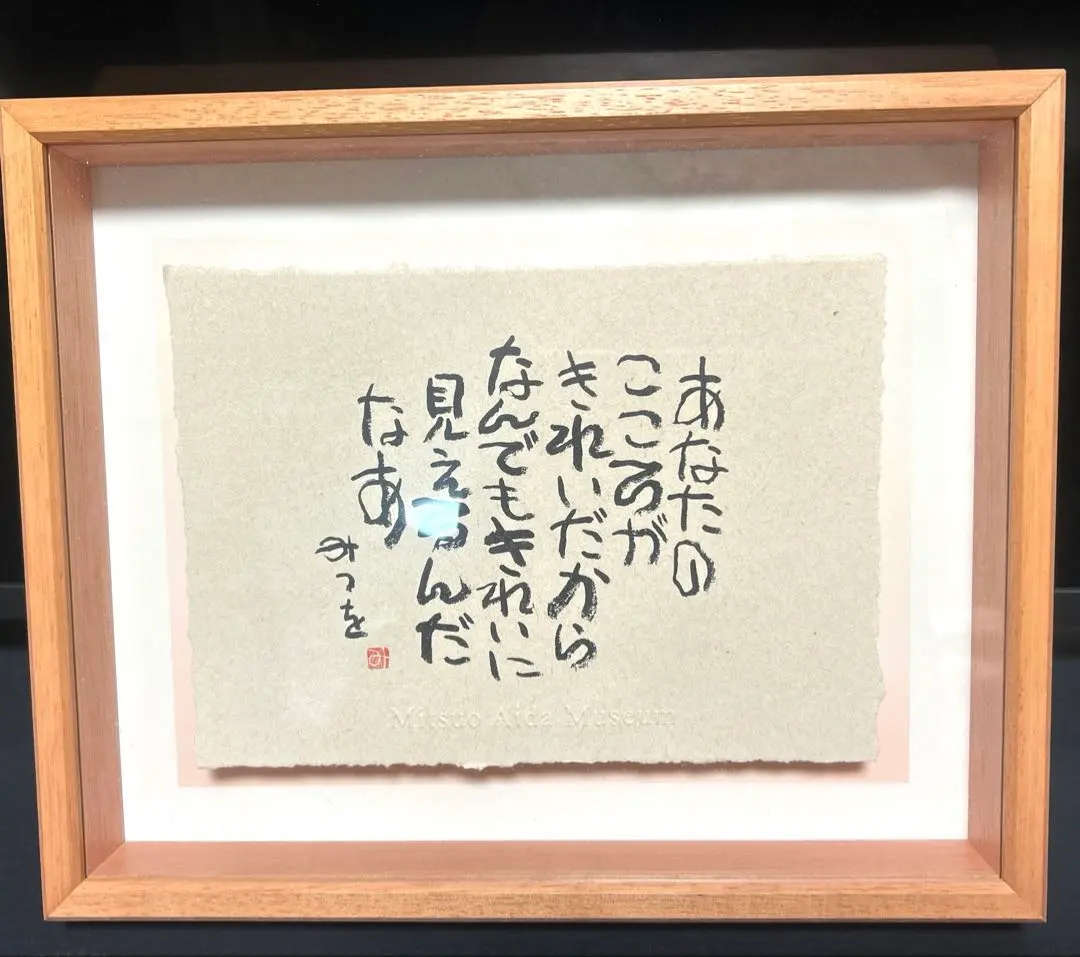 あなたの
こころが
きれいだから
なんでもきれいに
見えるんだ
なあ
みつを
み
Mitsuo Aida Museum